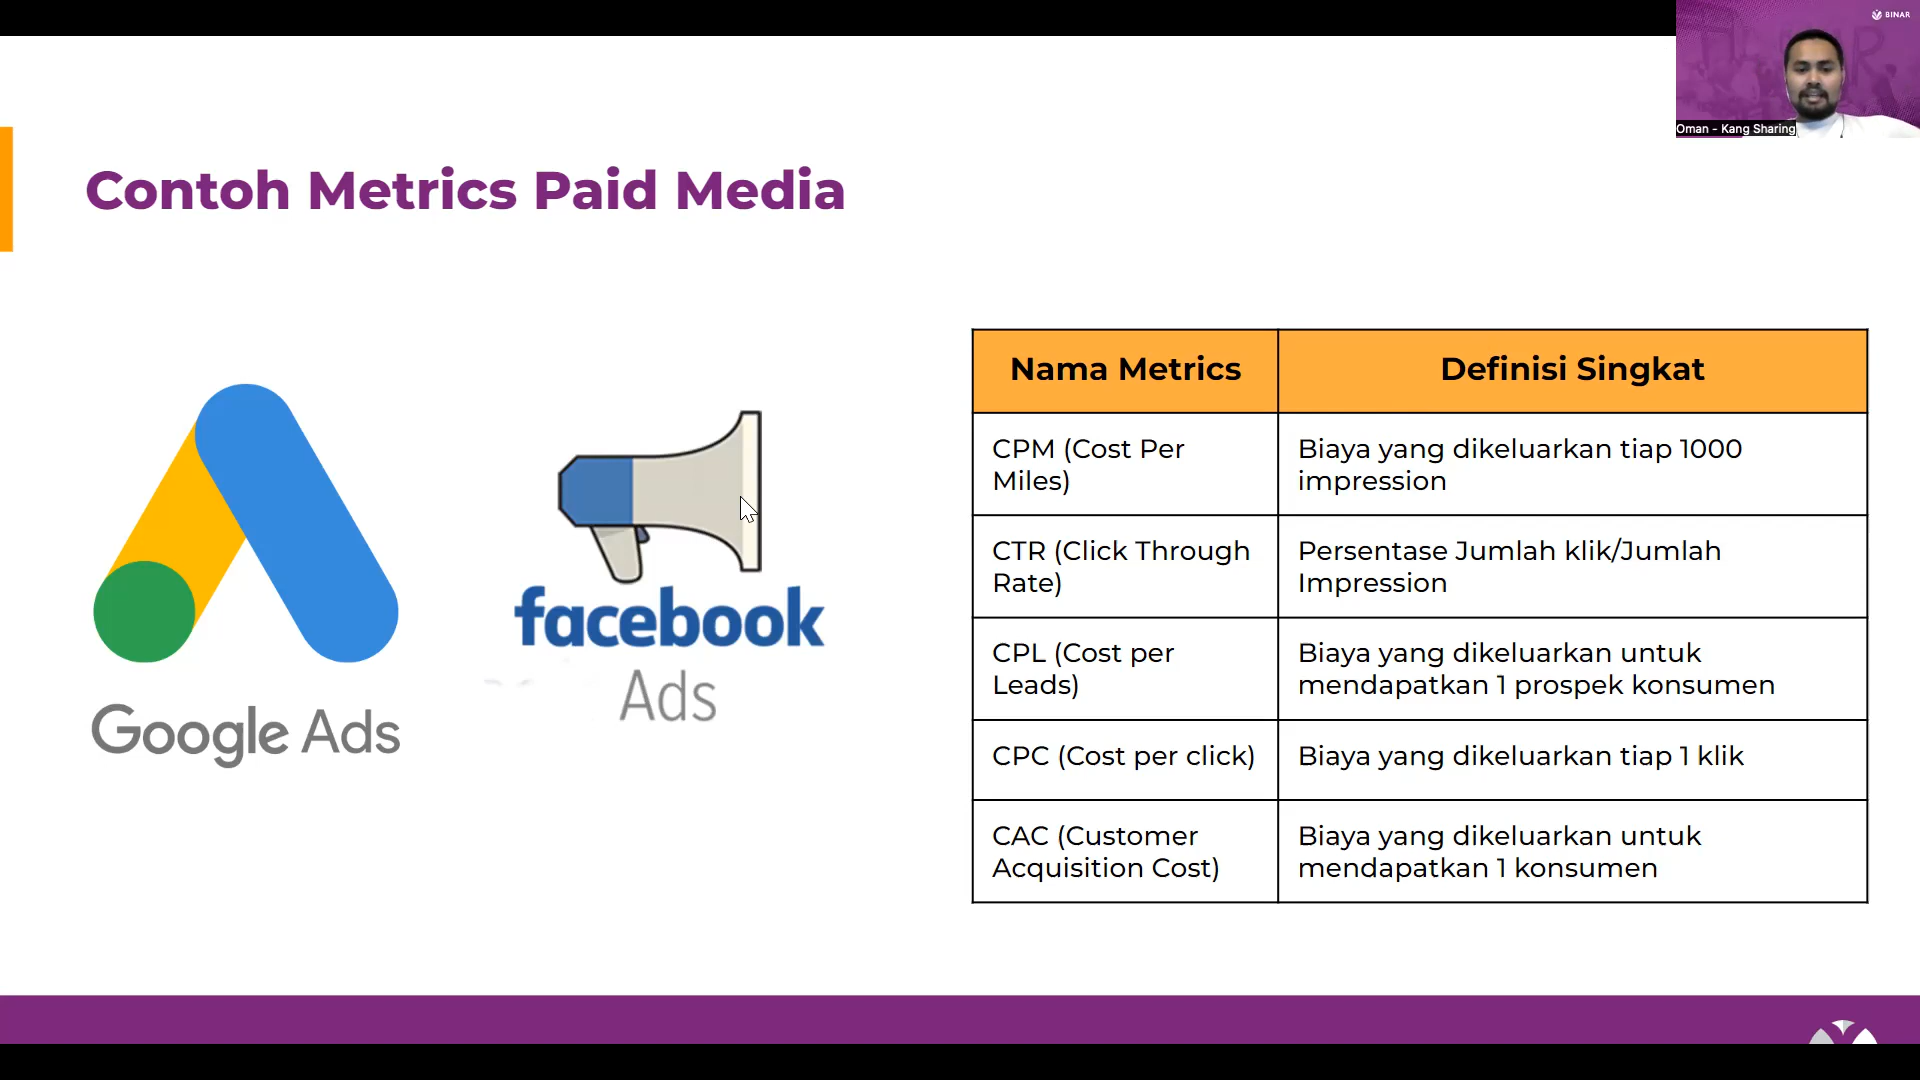 BINAR
Oman - Kang Sharing
Contoh Metrics Paid Media
Google Ads
facebook
Ads
Nama Metrics
Definisi Singkat
CPM (Cost Per
Miles)
Biaya yang dikeluarkan tiap 1000
impression
CTR (Click Through
Rate)
Persentase Jumlah klik/Jumlah
Impression
CPL (Cost per
Leads)
Biaya yang dikeluarkan untuk
mendapatkan 1 prospek konsumen
CPC (Cost per click)
Biaya yang dikeluarkan tiap 1 klik
CAC (Customer
Acquisition Cost)
Biaya yang dikeluarkan untuk
mendapatkan 1 konsumen